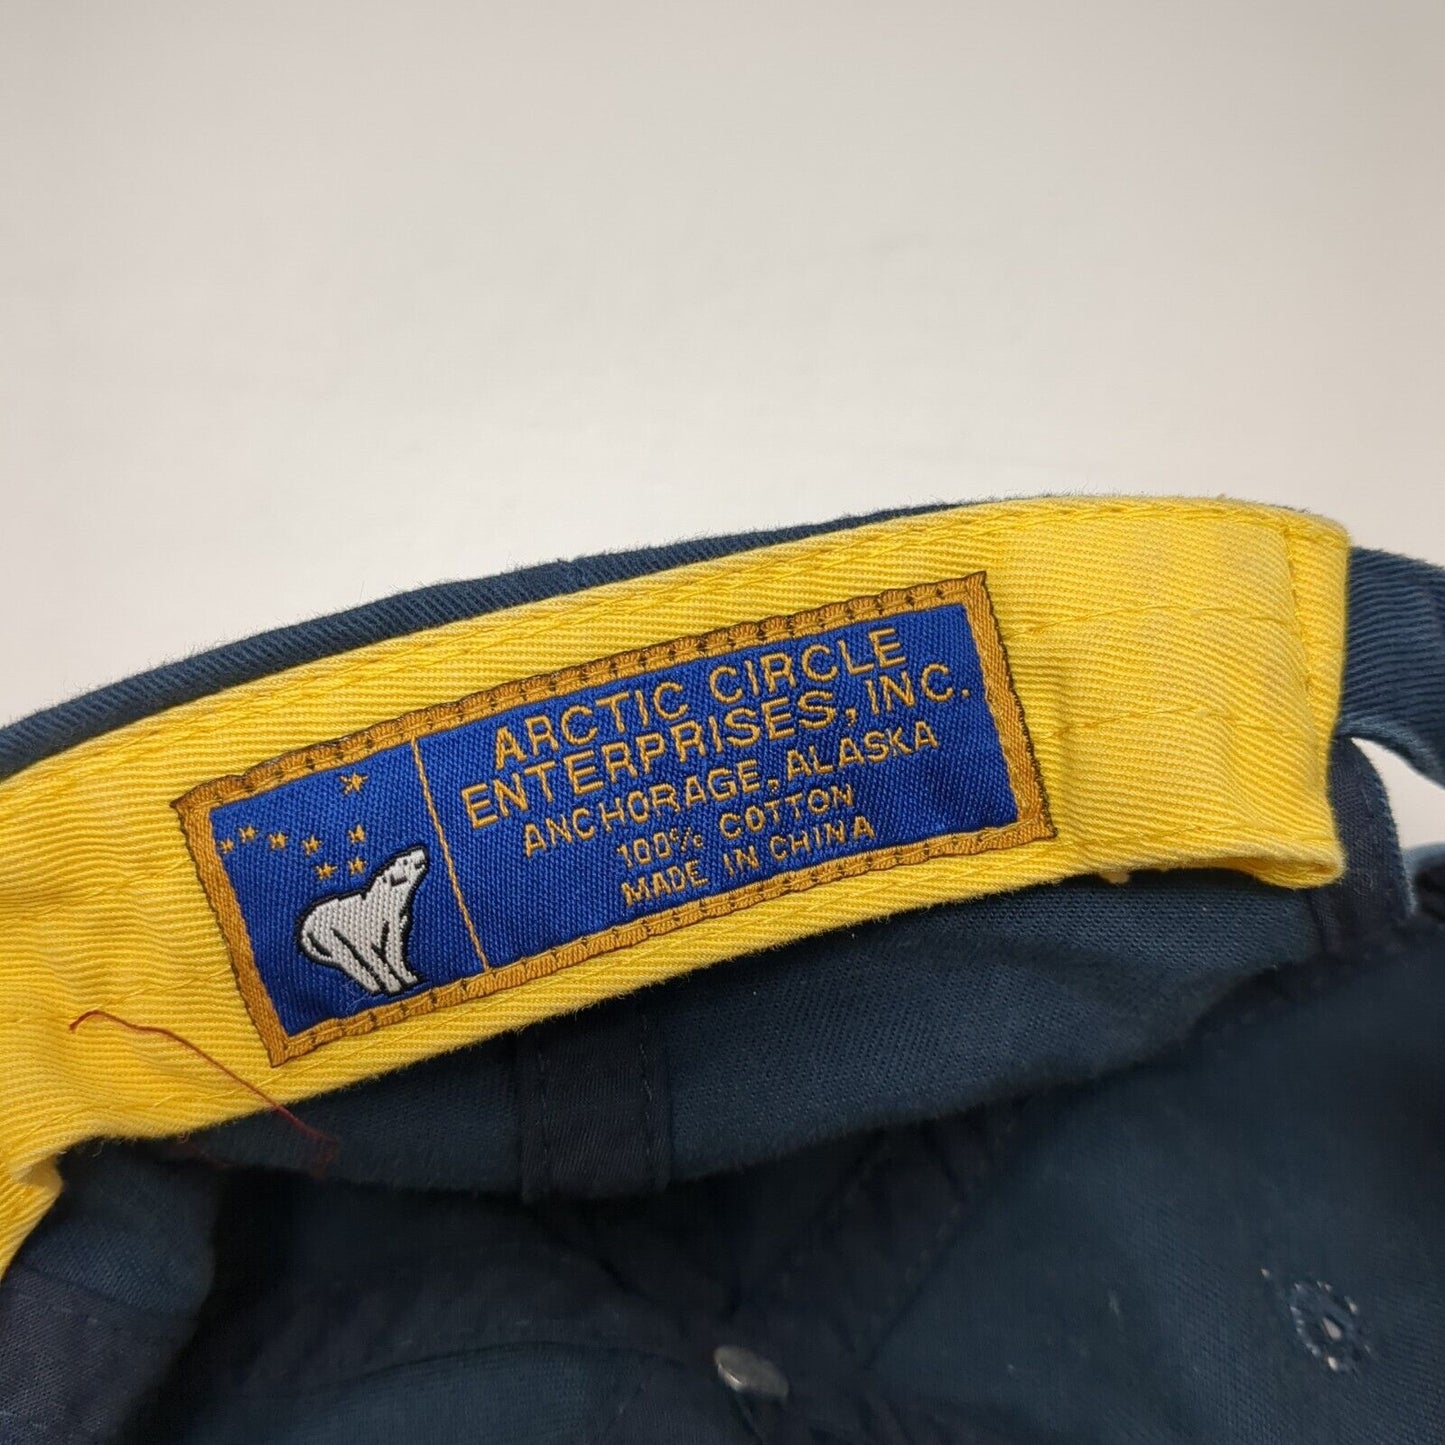 ARCTIC CIRCLE
ENTERPRISES, INC.
ANCHORAGE, ALASKA
100% COTTON
MADE IN CHINA